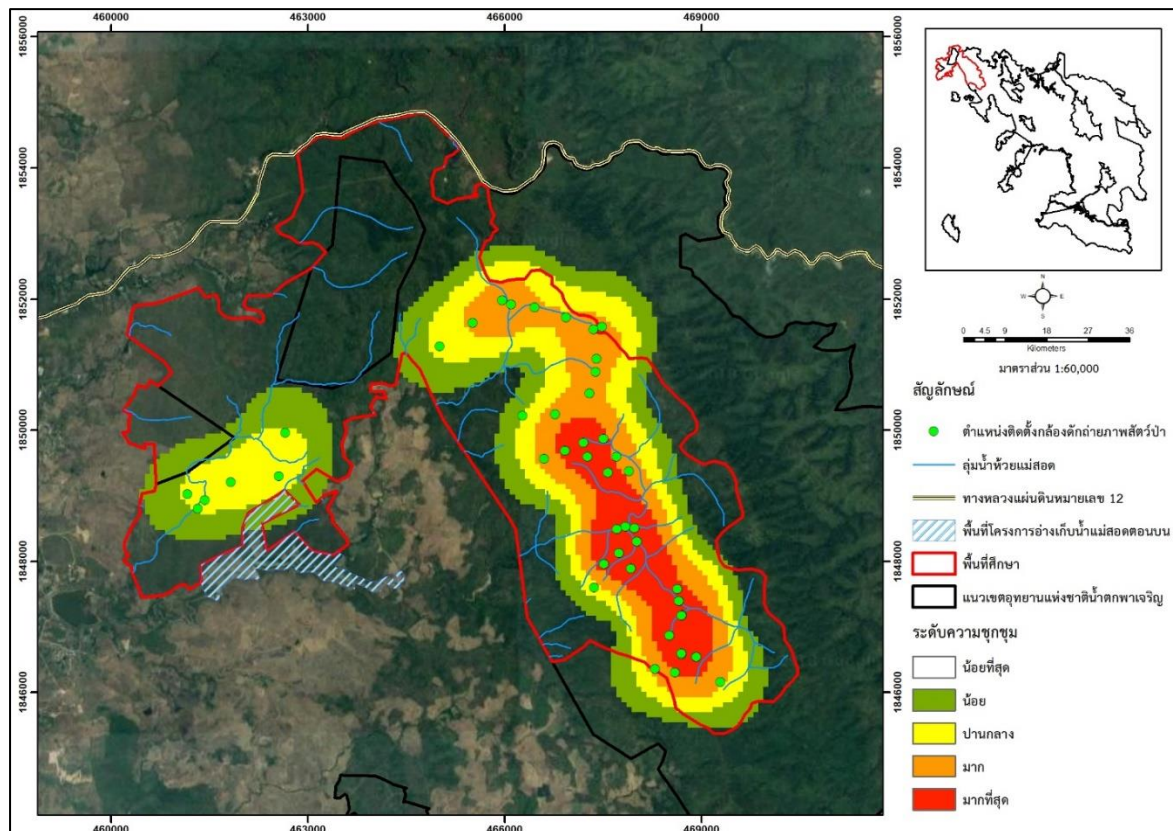 460000 463000 466000 469000
1856000
1854000
1852000
1850000
1848000
1846000
1856000
1854000
1852000
1850000
1848000
1846000
460000 463000 466000 469000
N
W E
S
0 4.5 9 18 27 36
Kilometers
มาตราส่วน 1:60,000
สัญลักษณ์
ตำแหน่งติดตั้งกล้องดักถ่ายภาพสัตว์ป่า
ลุ่มน้ำห้วยแม่สอด
ทางหลวงแผ่นดินหมายเลข 12
พื้นที่โครงการอ่างเก็บน้ำแม่สอดตอนบน
พื้นที่ศึกษา
แนวเขตอุทยานแห่งชาติน้ำตกพาเจริญ
ระดับความชุกชุม
น้อยที่สุด
น้อย
ปานกลาง
มาก
มากที่สุด